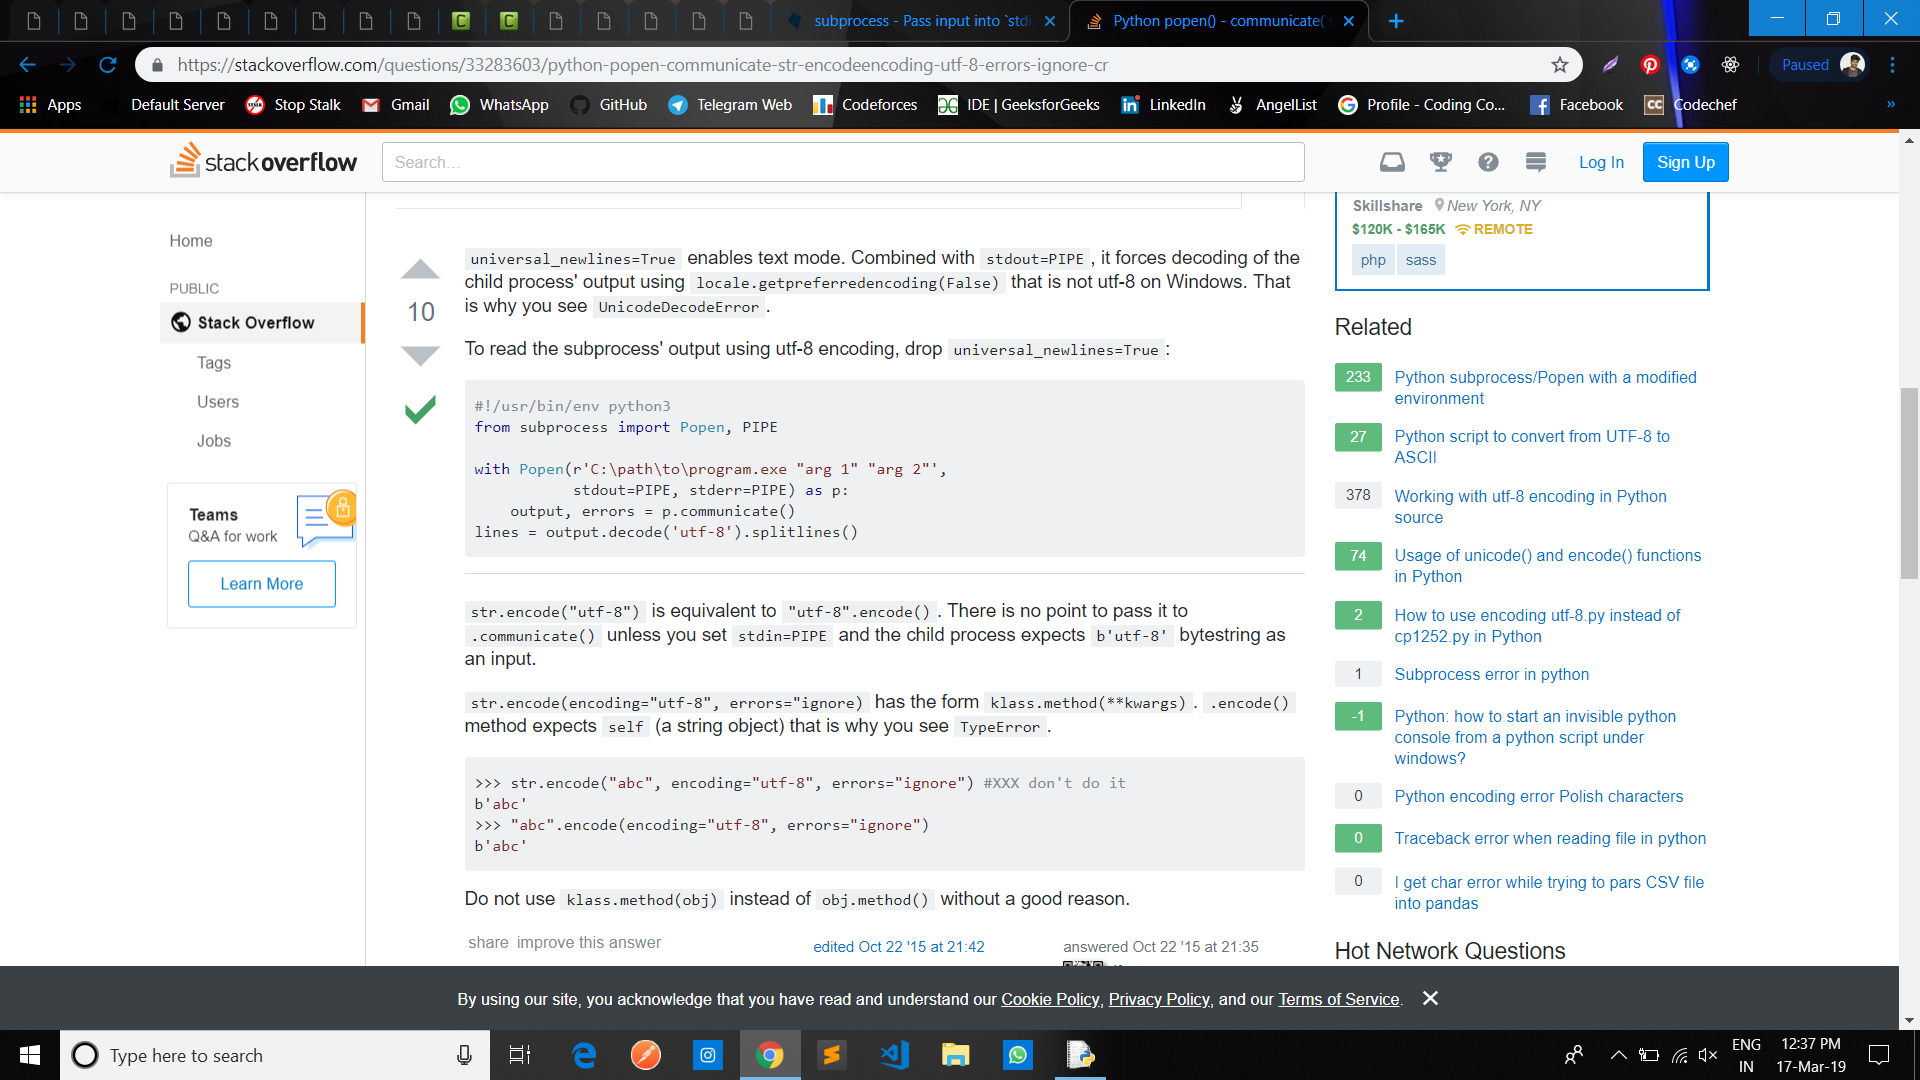 subprocess - Pass input into `stdi
Python popen() - communicate( s
https://stackoverflow.com/questions/33283603/python-popen-communicate-str-encodeencoding-utf-8-errors-ignore-cr
Paused
Apps
Default Server
Stop Stalk
Gmail
WhatsApp
GitHub
Telegram Web
Codeforces
IDE | GeeksforGeeks
LinkedIn
AngelList
Profile - Coding Co...
Facebook
Codechef
»
stackoverflow
Search...
Log In
Sign Up
Home
PUBLIC
Stack Overflow
Tags
Users
Jobs
Teams
Q&A for work
Learn More
10
universal_newlines=True enables text mode. Combined with stdout=PIPE , it forces decoding of the
child process' output using locale.getpreferredencoding(False) that is not utf-8 on Windows. That
is why you see UnicodeDecodeError .
To read the subprocess' output using utf-8 encoding, drop universal_newlines=True :
#!/usr/bin/env python3
from subprocess import Popen, PIPE
with Popen(r'C:\path\to\program.exe "arg 1" "arg 2"',
stdout=PIPE, stderr=PIPE) as p:
output, errors = p.communicate()
lines = output.decode('utf-8').splitlines()
str.encode("utf-8") is equivalent to "utf-8".encode() . There is no point to pass it to
.communicate() unless you set stdin=PIPE and the child process expects b'utf-8' bytestring as
an input.
str.encode(encoding="utf-8", errors="ignore) has the form klass.method(**kwargs) . .encode()
method expects self (a string object) that is why you see TypeError .
>>> str.encode("abc", encoding="utf-8", errors="ignore") #XXX don't do it
b'abc'
>>> "abc".encode(encoding="utf-8", errors="ignore")
b'abc'
Do not use klass.method(obj) instead of obj.method() without a good reason.
share improve this answer
edited Oct 22 '15 at 21:42
answered Oct 22 '15 at 21:35
Skillshare New York, NY
$120K - $165K REMOTE
php sass
Related
233 Python subprocess/Popen with a modified
environment
27 Python script to convert from UTF-8 to
ASCII
378 Working with utf-8 encoding in Python
source
74 Usage of unicode() and encode() functions
in Python
2 How to use encoding utf-8.py instead of
cp1252.py in Python
1 Subprocess error in python
-1 Python: how to start an invisible python
console from a python script under
windows?
0 Python encoding error Polish characters
0 Traceback error when reading file in python
0 I get char error while trying to pars CSV file
into pandas
Hot Network Questions
By using our site, you acknowledge that you have read and understand our Cookie Policy, Privacy Policy, and our Terms of Service.
Type here to search
ENG
IN
12:37 PM
17-Mar-19